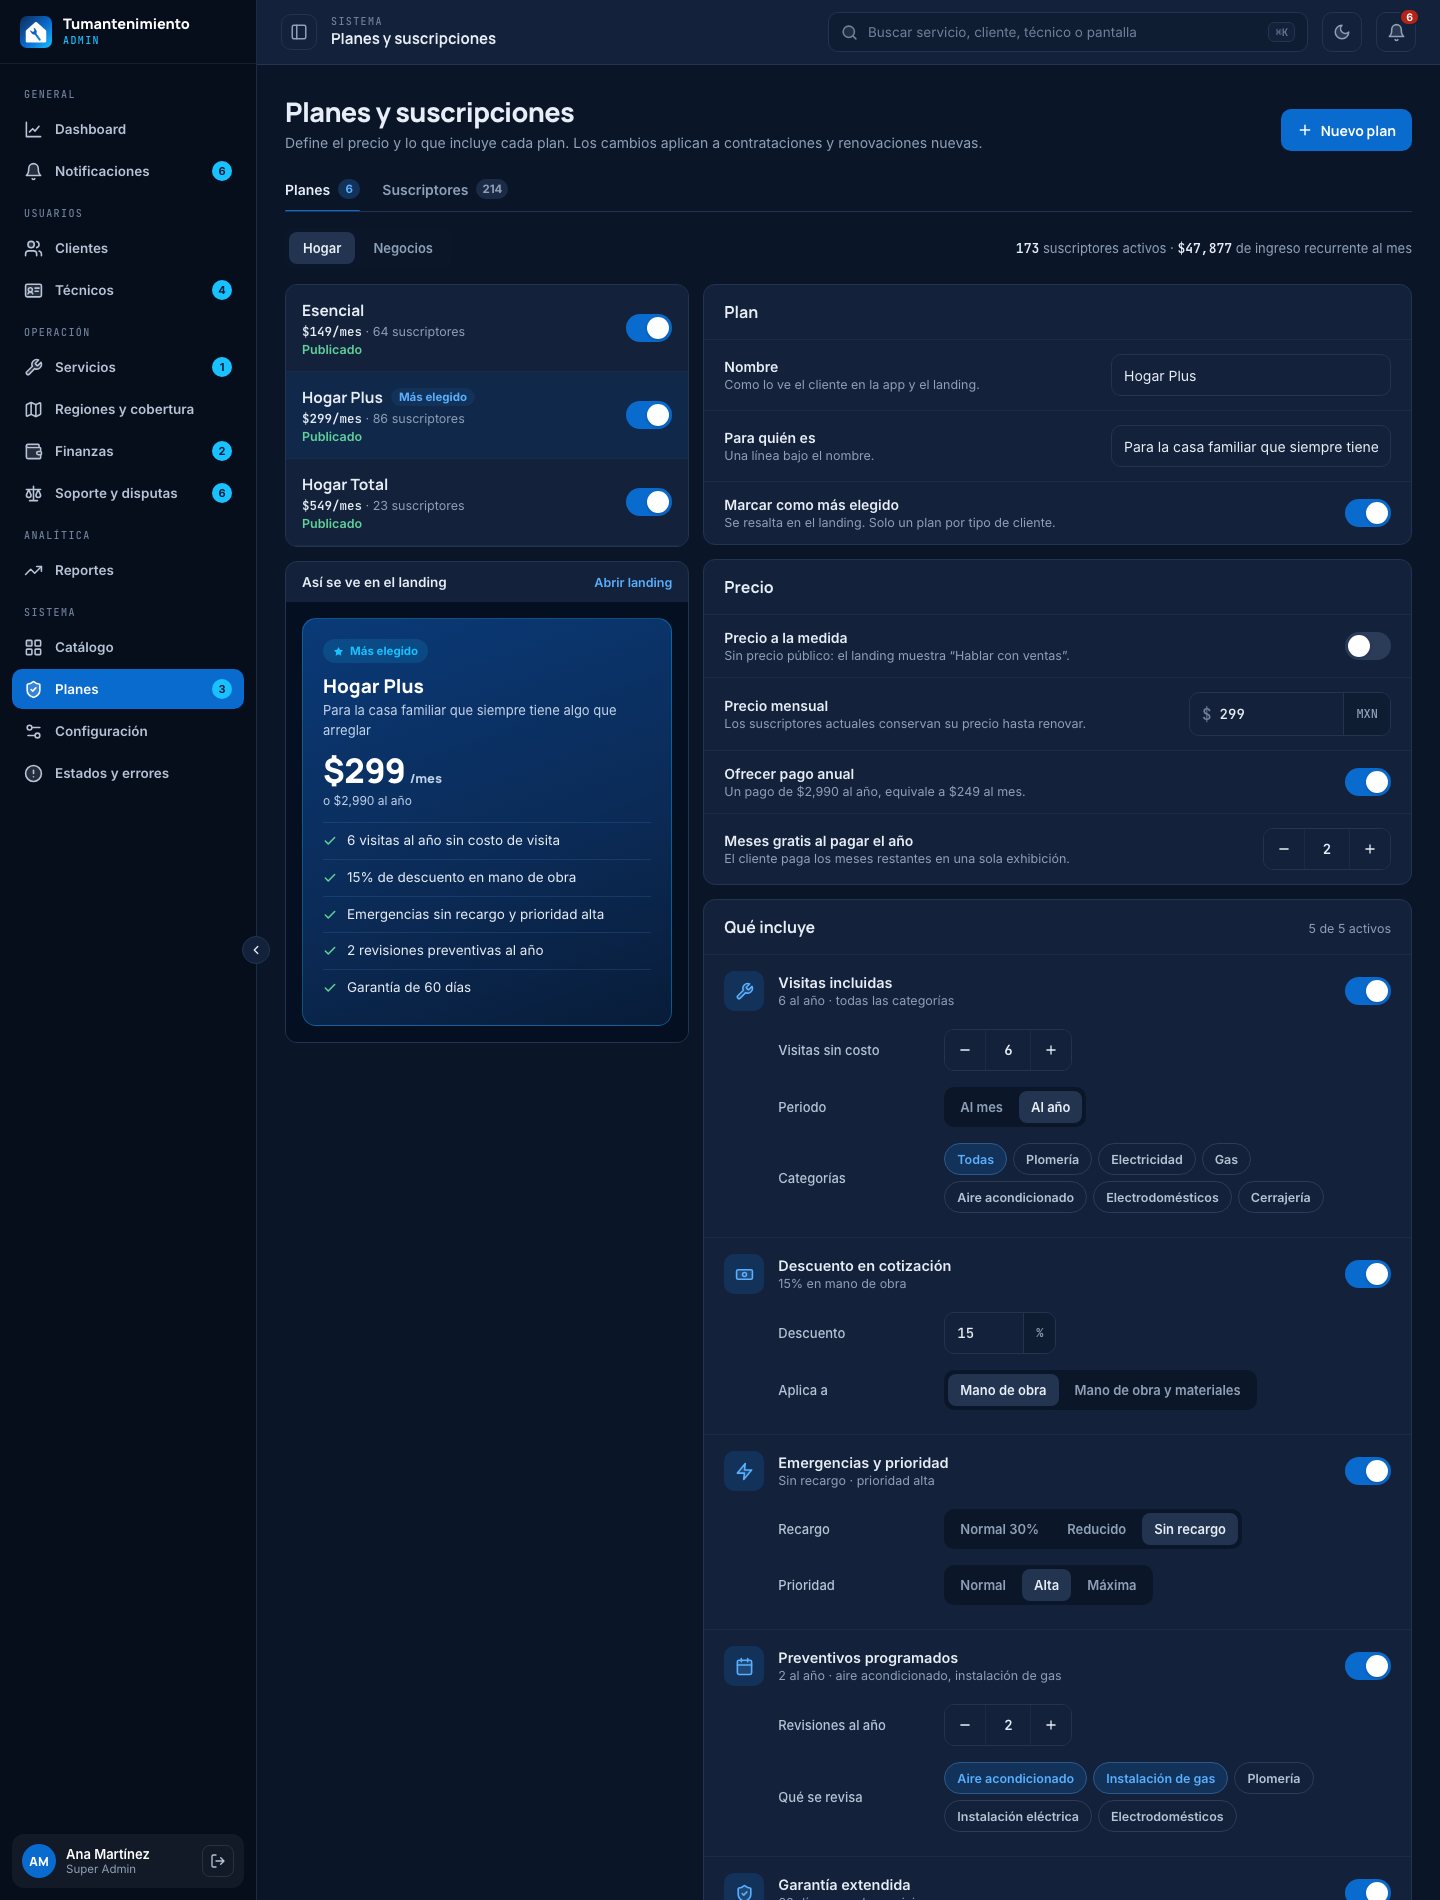 Tumantenimiento
ADMIN
GENERAL
Dashboard
Notificaciones 6
USUARIOS
Clientes
Técnicos 4
OPERACIÓN
Servicios 1
Regiones y cobertura
Finanzas 2
Soporte y disputas 6
ANALÍTICA
Reportes
SISTEMA
Catálogo
Planes 3
Configuración
Estados y errores
AM
Ana Martínez
Super Admin
SISTEMA
Planes y suscripciones
Buscar servicio, cliente, técnico o pantalla ⌘K
6
Planes y suscripciones
Define el precio y lo que incluye cada plan. Los cambios aplican a contrataciones y renovaciones nuevas.
+ Nuevo plan
Planes 6 Suscriptores 214
Hogar Negocios
173 suscriptores activos · $47,877 de ingreso recurrente al mes
Esencial
$149/mes · 64 suscriptores
Publicado
Hogar Plus Más elegido
$299/mes · 86 suscriptores
Publicado
Hogar Total
$549/mes · 23 suscriptores
Publicado
Así se ve en el landing Abrir landing
Más elegido
Hogar Plus
Para la casa familiar que siempre tiene algo que
arreglar
$299 /mes
o $2,990 al año
6 visitas al año sin costo de visita
15% de descuento en mano de obra
Emergencias sin recargo y prioridad alta
2 revisiones preventivas al año
Garantía de 60 días
Plan
Nombre
Como lo ve el cliente en la app y el landing.
Hogar Plus
Para quién es
Una línea bajo el nombre.
Para la casa familiar que siempre tiene
Marcar como más elegido
Se resalta en el landing. Solo un plan por tipo de cliente.
Precio
Precio a la medida
Sin precio público: el landing muestra “Hablar con ventas”.
Precio mensual
Los suscriptores actuales conservan su precio hasta renovar.
$ 299 MXN
Ofrecer pago anual
Un pago de $2,990 al año, equivale a $249 al mes.
Meses gratis al pagar el año
El cliente paga los meses restantes en una sola exhibición.
− 2 +
Qué incluye 5 de 5 activos
Visitas incluidas
6 al año · todas las categorías
Visitas sin costo − 6 +
Periodo Al mes Al año
Categorías
Todas Plomería Electricidad Gas
Aire acondicionado Electrodomésticos Cerrajería
Descuento en cotización
15% en mano de obra
Descuento 15 %
Aplica a Mano de obra Mano de obra y materiales
Emergencias y prioridad
Sin recargo · prioridad alta
Recargo Normal 30% Reducido Sin recargo
Prioridad Normal Alta Máxima
Preventivos programados
2 al año · aire acondicionado, instalación de gas
Revisiones al año − 2 +
Qué se revisa
Aire acondicionado Instalación de gas Plomería
Instalación eléctrica Electrodomésticos
Garantía extendida